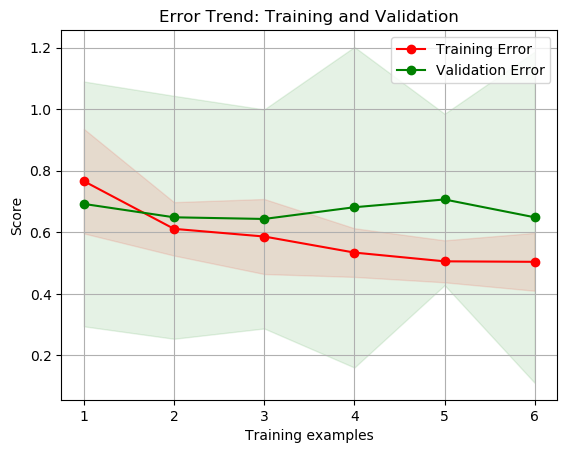 Error Trend: Training and Validation
Training Error
Validation Error
1.2
1.0
0.8
0.6
0.4
0.2
Score
1 2 3 4 5 6
Training examples